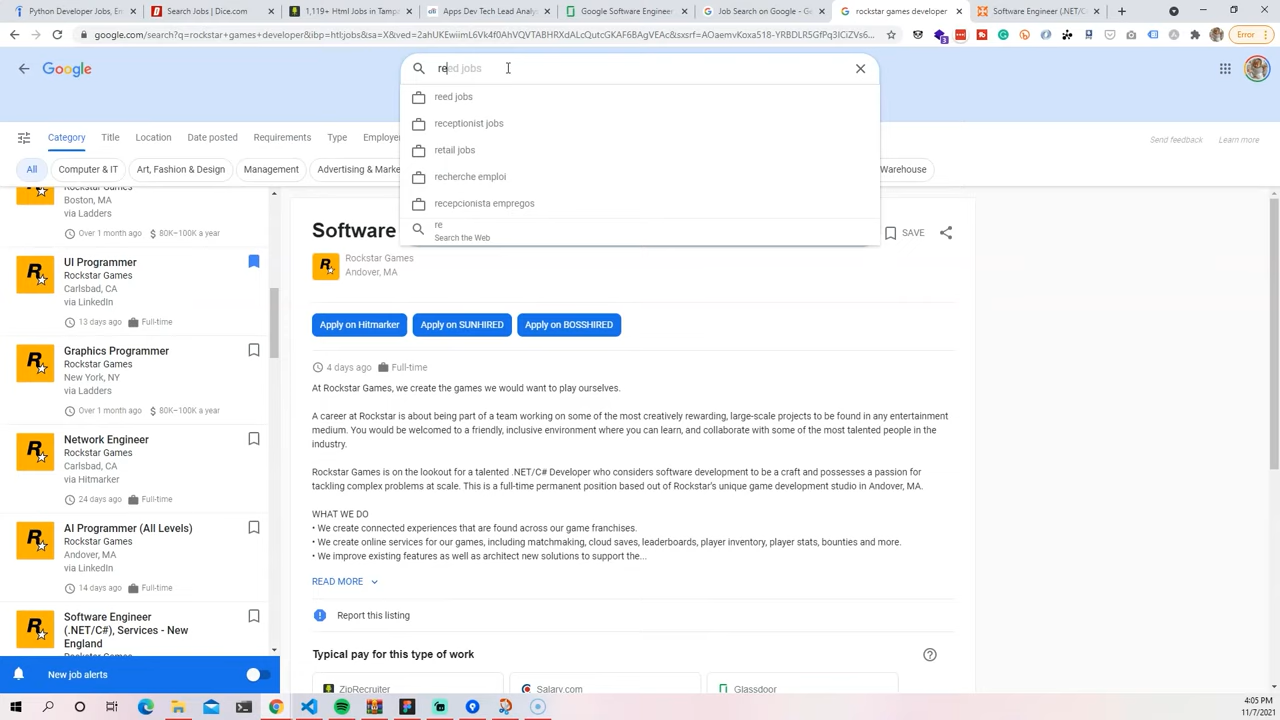 Python Developer Jobs, Em
Search Jobs | Dice.com
1,119+ Html Jobs in Tampa
Apps Dev Tech Lead Analys
Google Software Engineer
Job Search on Google - Go
rockstar games developer
Software Engineer (.NET/C
Error
Google
reed jobs
reed jobs
receptionist jobs
retail jobs
recherche emploi
recepcionista empregos
re
Search the Web
Category
Title
Location
Date posted
Requirements
Type
Employer
Send feedback
Learn more
All
Computer & IT
Art, Fashion & Design
Management
Advertising & Marke
Warehouse
Rockstar Games
Boston, MA
via Ladders
Over 1 month ago
80K–100K a year
UI Programmer
Rockstar Games
Carlsbad, CA
via LinkedIn
13 days ago
Full-time
Graphics Programmer
Rockstar Games
New York, NY
via Ladders
Over 1 month ago
80K–100K a year
Network Engineer
Rockstar Games
Carlsbad, CA
via Hitmarker
24 days ago
Full-time
AI Programmer (All Levels)
Rockstar Games
Andover, MA
via LinkedIn
14 days ago
Full-time
Software Engineer
(.NET/C#), Services - New
England
Rockstar Games
New job alerts
Software
SAVE
Rockstar Games
Andover, MA
Apply on Hitmarker
Apply on SUNHIRED
Apply on BOSSHIRED
4 days ago
Full-time
At Rockstar Games, we create the games we would want to play ourselves.
A career at Rockstar is about being part of a team working on some of the most creatively rewarding, large-scale projects to be found in any entertainment
medium. You would be welcomed to a friendly, inclusive environment where you can learn, and collaborate with some of the most talented people in the
industry.
Rockstar Games is on the lookout for a talented .NET/C# Developer who considers software development to be a craft and possesses a passion for
tackling complex problems at scale. This is a full-time permanent position based out of Rockstar's unique game development studio in Andover, MA.
WHAT WE DO
• We create connected experiences that are found across our game franchises.
• We create online services for our games, including matchmaking, cloud saves, leaderboards, player inventory, player stats, bounties and more.
• We improve existing features as well as architect new solutions to support the...
READ MORE
Report this listing
Typical pay for this type of work
ZipRecruiter
Salary.com
Glassdoor
4:05 PM
11/7/2021